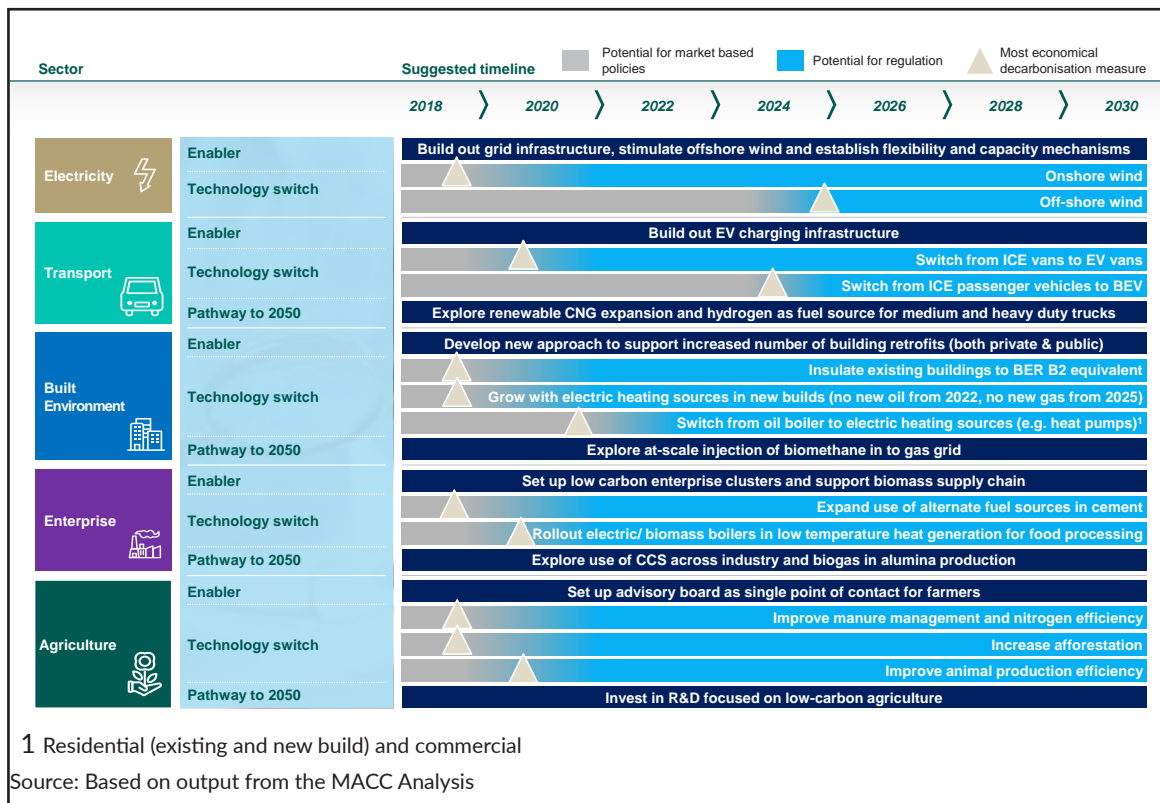 Sector
Suggested timeline
Potential for market based
policies
Potential for regulation
Most economical
decarbonisation measure
2018 2020 2022 2024 2026 2028 2030
Electricity
Enabler
Build out grid infrastructure, stimulate offshore wind and establish flexibility and capacity mechanisms
Technology switch
Onshore wind
Off-shore wind
Transport
Enabler
Build out EV charging infrastructure
Technology switch
Switch from ICE vans to EV vans
Switch from ICE passenger vehicles to BEV
Pathway to 2050
Explore renewable CNG expansion and hydrogen as fuel source for medium and heavy duty trucks
Built
Environment
Enabler
Develop new approach to support increased number of building retrofits (both private & public)
Technology switch
Insulate existing buildings to BER B2 equivalent
Grow with electric heating sources in new builds (no new oil from 2022, no new gas from 2025)
Switch from oil boiler to electric heating sources (e.g. heat pumps)¹
Pathway to 2050
Explore at-scale injection of biomethane in to gas grid
Enterprise
Enabler
Set up low carbon enterprise clusters and support biomass supply chain
Technology switch
Expand use of alternate fuel sources in cement
Rollout electric/ biomass boilers in low temperature heat generation for food processing
Pathway to 2050
Explore use of CCS across industry and biogas in alumina production
Agriculture
Enabler
Set up advisory board as single point of contact for farmers
Technology switch
Improve manure management and nitrogen efficiency
Increase afforestation
Improve animal production efficiency
Pathway to 2050
Invest in R&D focused on low-carbon agriculture
1 Residential (existing and new build) and commercial
Source: Based on output from the MACC Analysis